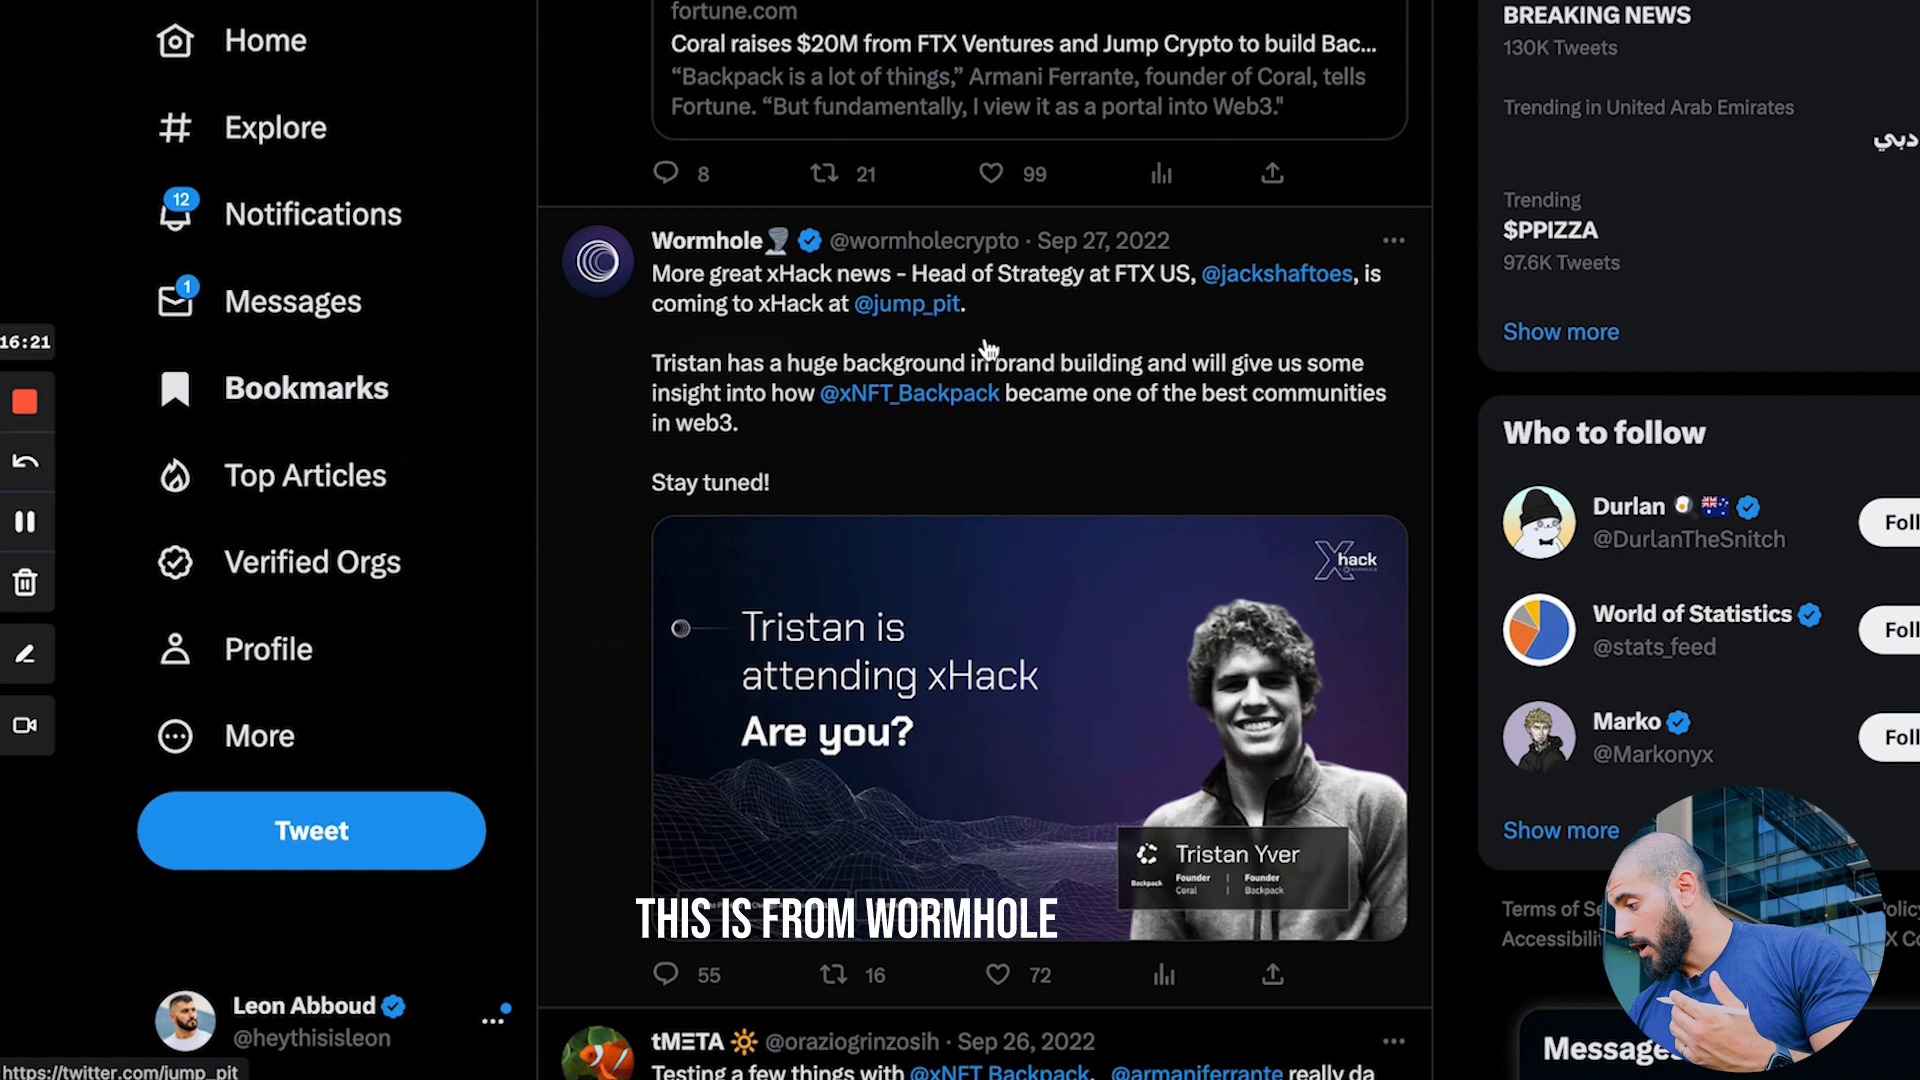 Home
Explore
12
Notifications
1
Messages
16:21
Bookmarks
Top Articles
Verified Orgs
Profile
More
Tweet
Leon Abboud
@heythisisleon
https://twitter.com/jump_pit
fortune.com
Coral raises $20M from FTX Ventures and Jump Crypto to build Bac...
“Backpack is a lot of things,” Armani Ferrante, founder of Coral, tells
Fortune. “But fundamentally, I view it as a portal into Web3."
8 21 99
Wormhole @wormholecrypto · Sep 27, 2022
More great xHack news - Head of Strategy at FTX US, @jackshaftoes, is
coming to xHack at @jump_pit.
Tristan has a huge background in brand building and will give us some
insight into how @xNFT_Backpack became one of the best communities
in web3.
Stay tuned!
Xhack
Tristan is
attending xHack
Are you?
Tristan Yver
Backpack
Founder | Founder
Coral Backpack
THIS IS FROM WORMHOLE
55 16 72
tMΞTA @oraziogrinzosih · Sep 26, 2022
Testing a few things with @xNFT_Backpack. @armaniferrante really da
BREAKING NEWS
130K Tweets
Trending in United Arab Emirates
دبي
Trending
$PPIZZA
97.6K Tweets
Show more
Who to follow
Durlan
@DurlanTheSnitch
Foll
World of Statistics
@stats_feed
Foll
Marko
@Markonyx
Foll
Show more
Terms of Se
Messages